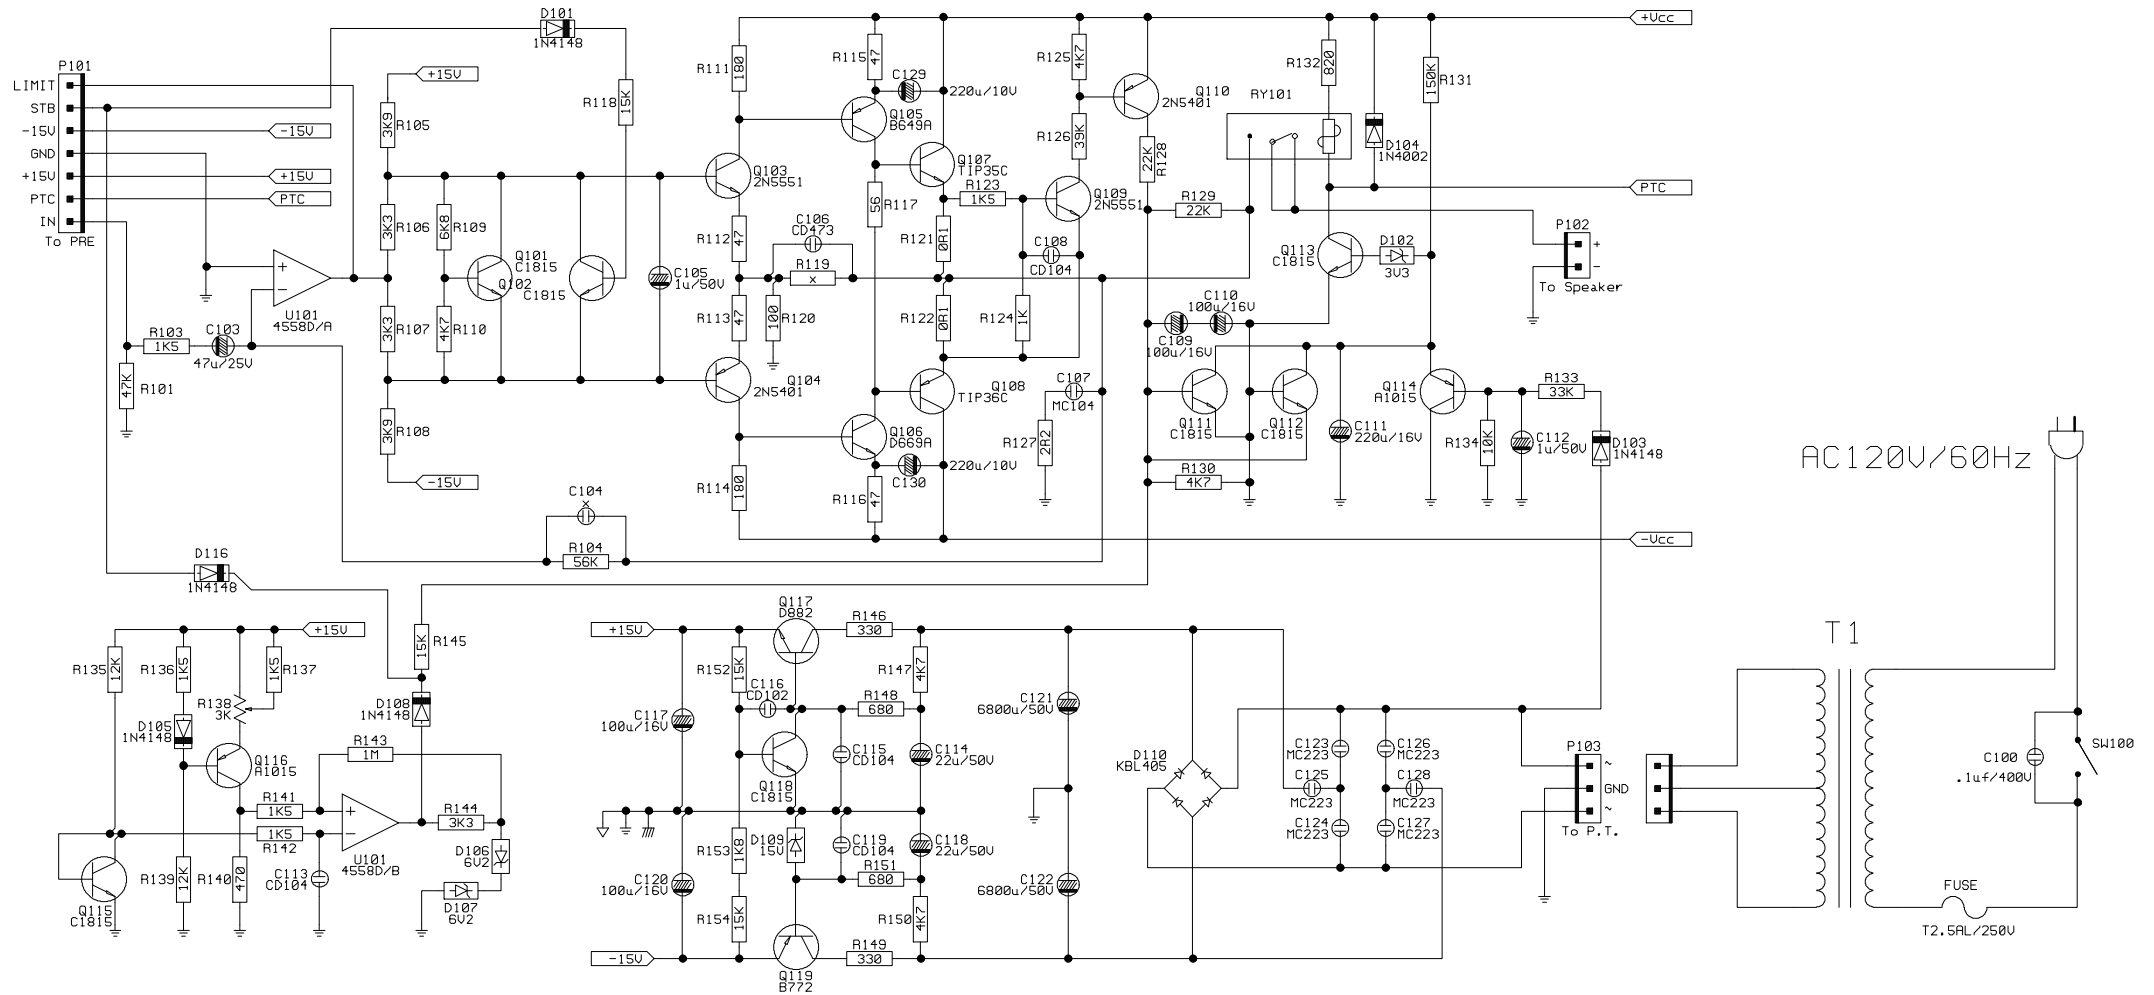 D101
1N4148
+Vcc
P101
LIMIT
STB
-15V
GND
+15V
PTC
IN
To PRE
-15V
+15V
PTC
+15V
R105
3K9
R118
15K
R111
180
R115
47
C129
220u/10V
Q105
B649A
R125
4K7
R126
39K
Q110
2N5401
R132
820
RY101
R131
150K
D104
1N4002
PTC
Q103
2N5551
Q107
TIP35C
R123
1K5
Q109
2N5551
R128
22K
R129
22K
R106
3K3
R109
6K8
Q101
C1815
Q102
C1815
C105
1u/50V
R112
47
C106
CD473
R117
56
R121
0R1
C108
CD104
Q113
C1815
D102
3V3
P102
+
-
To Speaker
+
-
U101
4558D/A
R119
x
R103
1K5
C103
47u/25V
R101
47K
R107
3K3
R110
4K7
R113
47
R120
100
R122
0R1
R124
1K
C110
100u/16V
C109
100u/16V
Q104
2N5401
Q108
TIP36C
C107
MC104
Q114
A1015
R133
33K
R108
3K9
Q106
D669A
R127
2R2
Q111
C1815
Q112
C1815
C111
220u/16V
R134
10K
C112
1u/50V
D103
1N4148
AC120V/60Hz
-15V
R114
180
C130
220u/10V
R116
47
R130
4K7
C104
x
R104
56K
-Vcc
D116
1N4148
+15V
R135
12K
R136
1K5
R137
1K5
R138
3K
R145
15K
D105
1N4148
D108
1N4148
Q116
A1015
R143
1M
R141
1K5
R142
1K5
+
-
U101
4558D/B
R144
3K3
R139
12K
R140
470
C113
CD104
D106
6V2
D107
6V2
Q115
C1815
+15V
Q117
D882
R146
330
R152
15K
R147
4K7
C116
CD102
R148
680
C117
100u/16V
C121
6800u/50V
Q118
C1815
C115
CD104
C114
22u/50V
D110
KBL405
R153
1K8
D109
15V
C119
CD104
C118
22u/50V
C120
100u/16V
R151
680
C122
6800u/50V
R154
15K
R150
4K7
-15V
R149
330
Q119
B772
C123
MC223
C126
MC223
C125
MC223
C128
MC223
C124
MC223
C127
MC223
P103
~
GND
~
To P.T.
T1
C100
.1uf/400V
SW100
FUSE
T2.5AL/250V